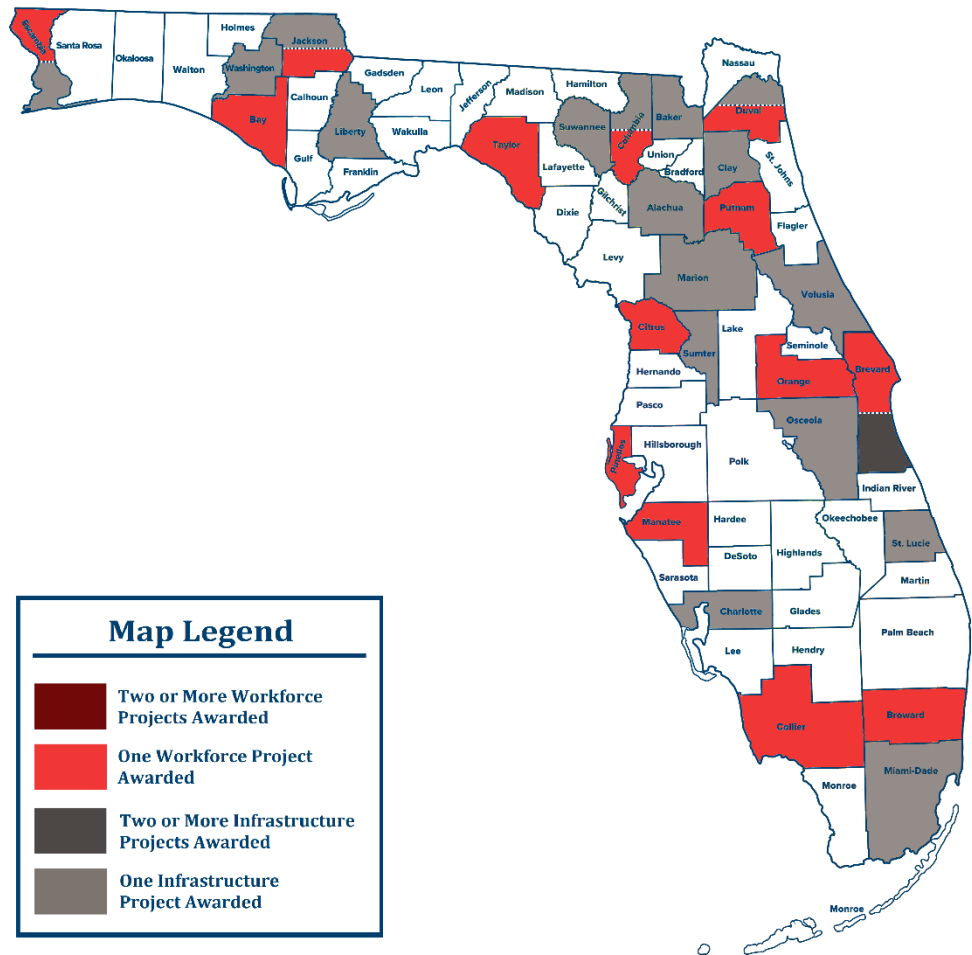 Escambia
Santa Rosa
Okaloosa
Walton
Holmes
Jackson
Washington
Bay
Calhoun
Gulf
Liberty
Franklin
Gadsden
Leon
Wakulla
Jefferson
Madison
Taylor
Hamilton
Suwannee
Lafayette
Dixie
Columbia
Gilchrist
Levy
Baker
Union
Bradford
Alachua
Nassau
Duval
Clay
St. Johns
Putnam
Flagler
Marion
Volusia
Citrus
Sumter
Lake
Seminole
Orange
Brevard
Hernando
Pasco
Osceola
Pinellas
Hillsborough
Polk
Indian River
Manatee
Hardee
Okeechobee
Highlands
St. Lucie
DeSoto
Sarasota
Martin
Charlotte
Glades
Palm Beach
Lee
Hendry
Collier
Broward
Miami-Dade
Monroe
Monroe
Map Legend
Two or More Workforce
Projects Awarded
One Workforce Project
Awarded
Two or More Infrastructure
Projects Awarded
One Infrastructure
Project Awarded